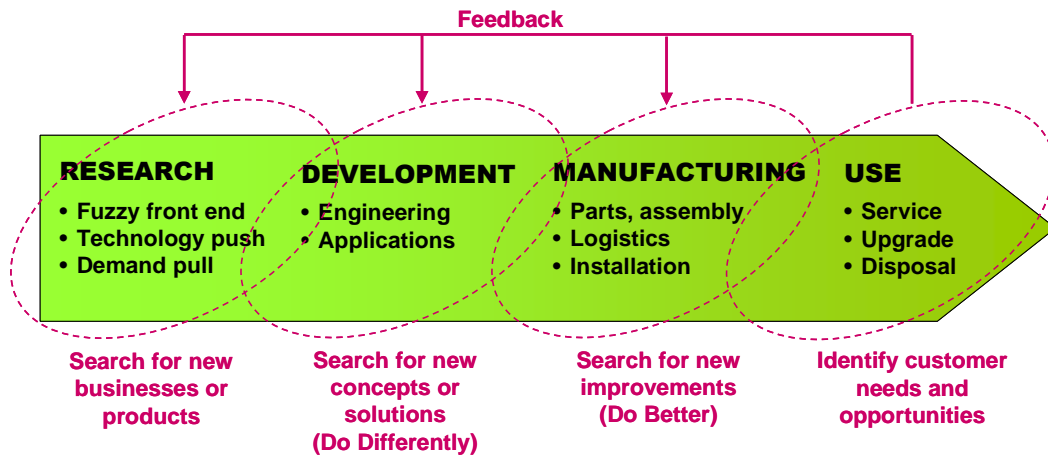 Feedback
RESEARCH
• Fuzzy front end
• Technology push
• Demand pull
DEVELOPMENT
• Engineering
• Applications
MANUFACTURING
• Parts, assembly
• Logistics
• Installation
USE
• Service
• Upgrade
• Disposal
Search for new
businesses or
products
Search for new
concepts or
solutions
(Do Differently)
Search for new
improvements
(Do Better)
Identify customer
needs and
opportunities